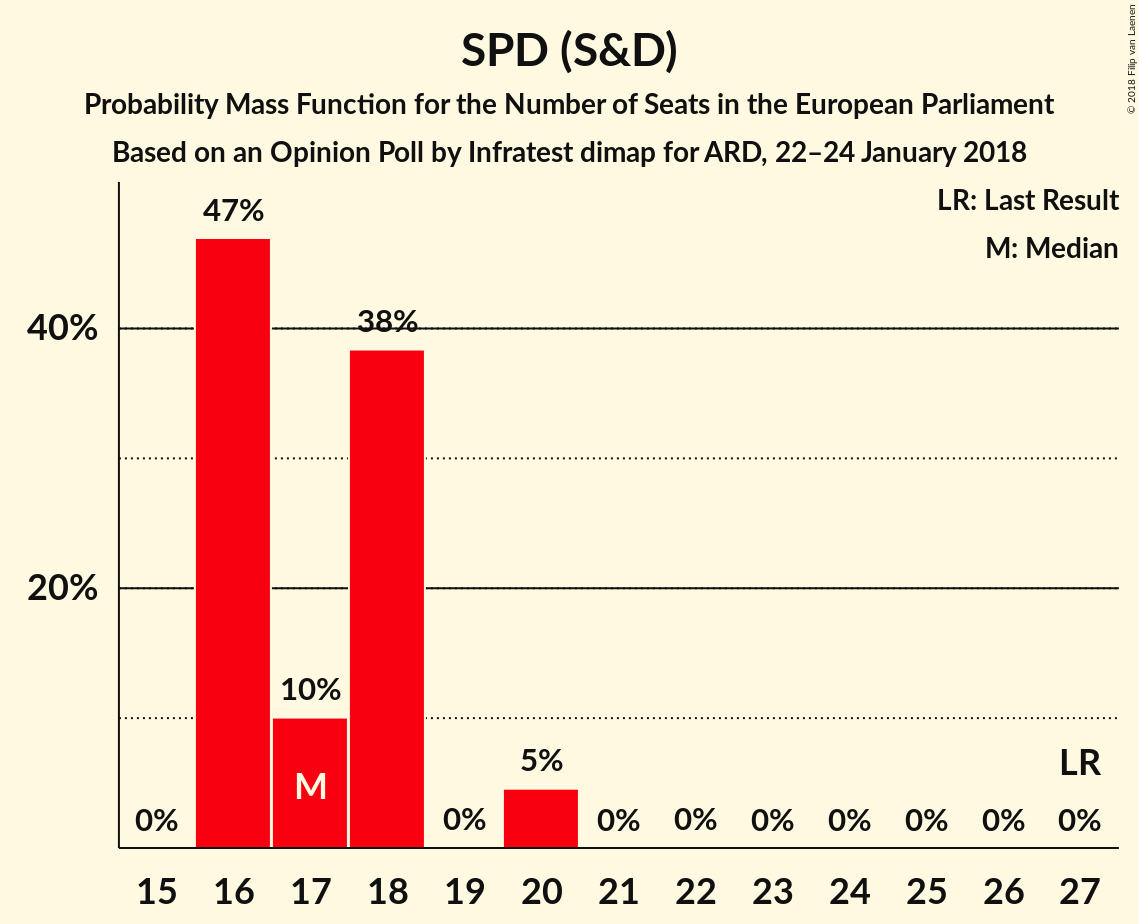 SPD (S&D)
Probability Mass Function for the Number of Seats in the European Parliament
Based on an Opinion Poll by Infratest dimap for ARD, 22–24 January 2018
© 2018 Filip van Laenen
LR: Last Result
M: Median
47%
38%
40%
20%
10%
M
5%
LR
0%
0%
0%
0%
0%
0%
0%
0%
0%
15 16 17 18 19 20 21 22 23 24 25 26 27